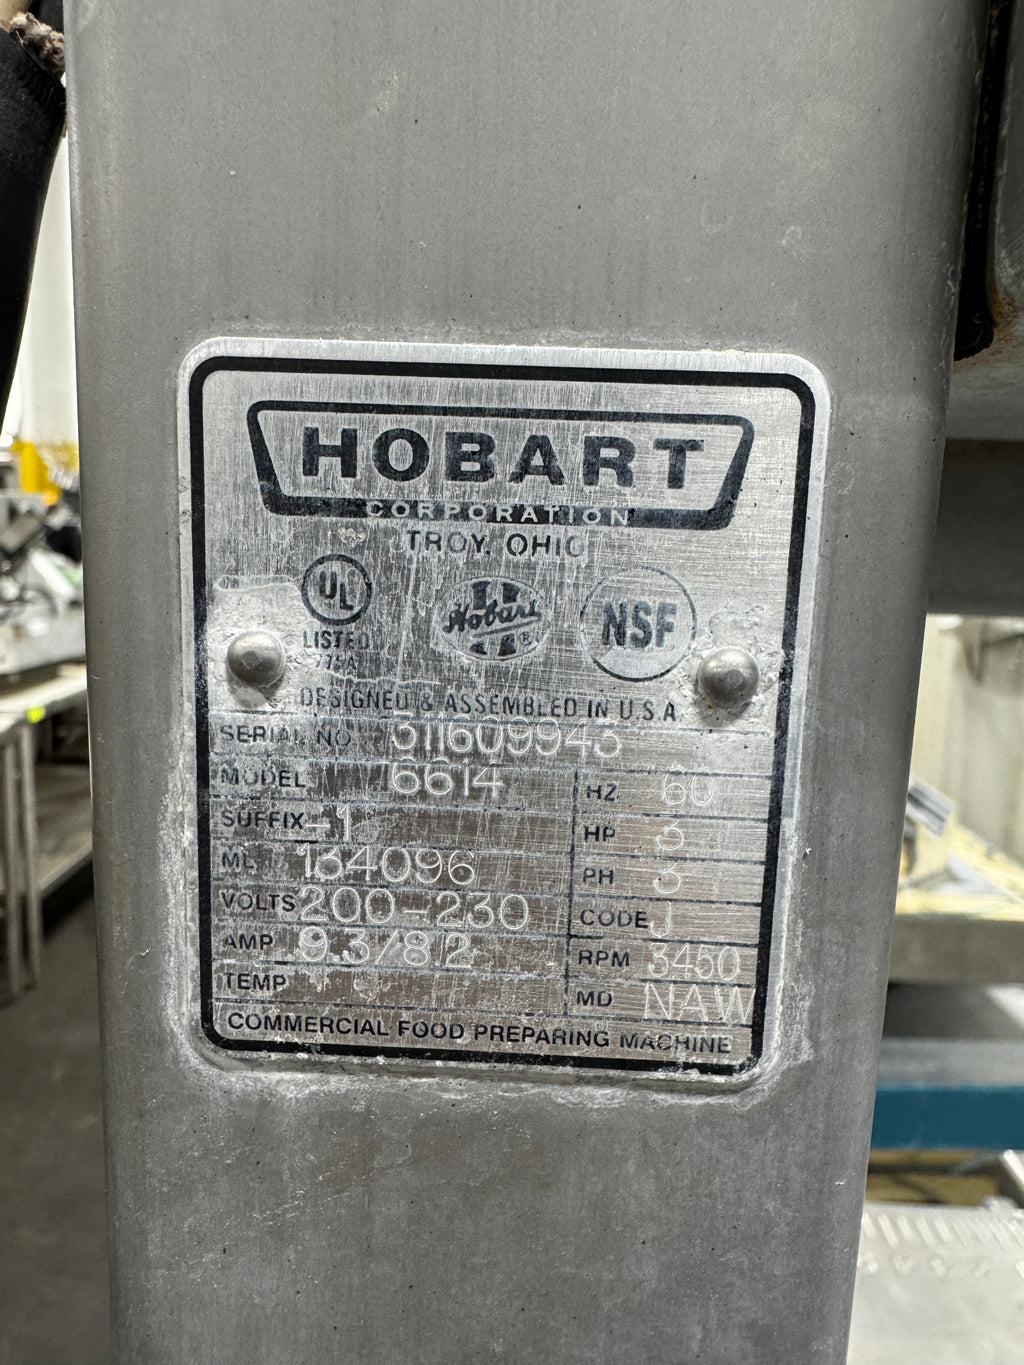 HOBART
CORPORATION
TROY, OHIO
UL
LISTED
Hobart ®
NSF
DESIGNED & ASSEMBLED IN U.S.A
SERIAL NO 311609943
MODEL 6614
HZ 60
SUFFIX -1
HP 3
ML 134096
PH 3
VOLTS 200-230
CODE J
AMP 9.3/8.2
RPM 3450
TEMP
MD NAW
COMMERCIAL FOOD PREPARING MACHINE